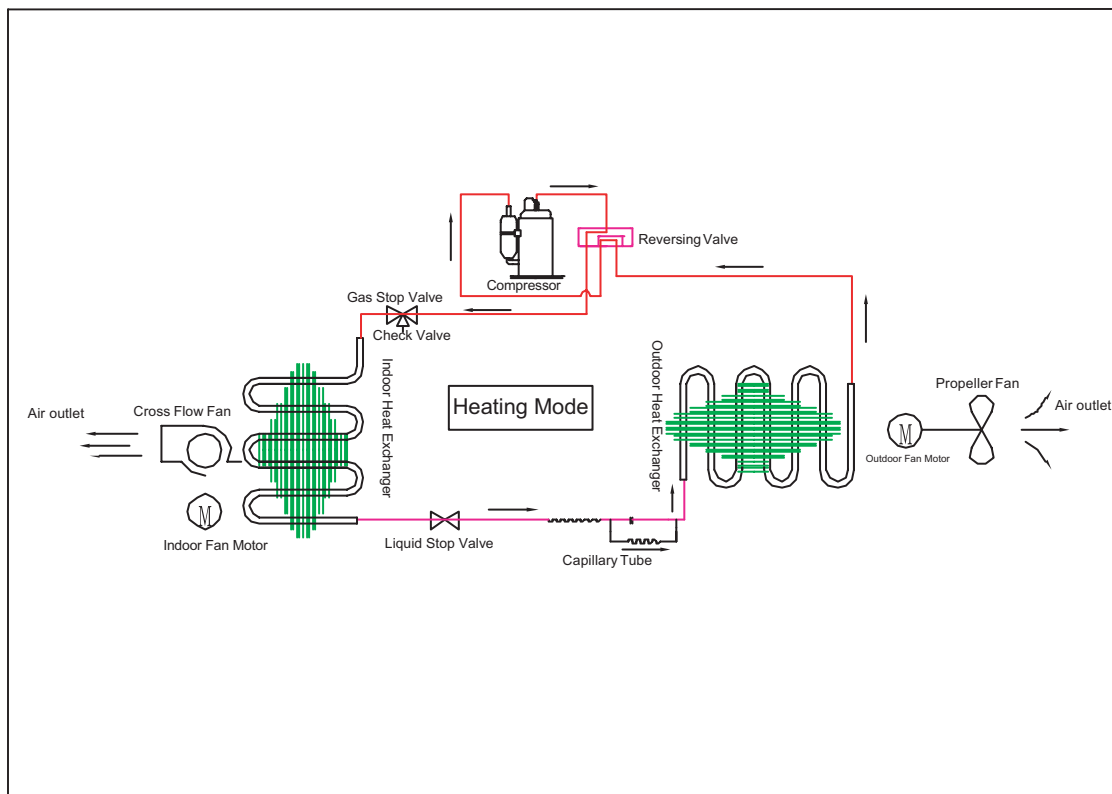 Reversing Valve
Compressor
Gas Stop Valve
Check Valve
Indoor Heat Exchanger
Outdoor Heat Exchanger
Heating Mode
Propeller Fan
Air outlet
Cross Flow Fan
Air outlet
M
Outdoor Fan Motor
M
Indoor Fan Motor
Liquid Stop Valve
Capillary Tube